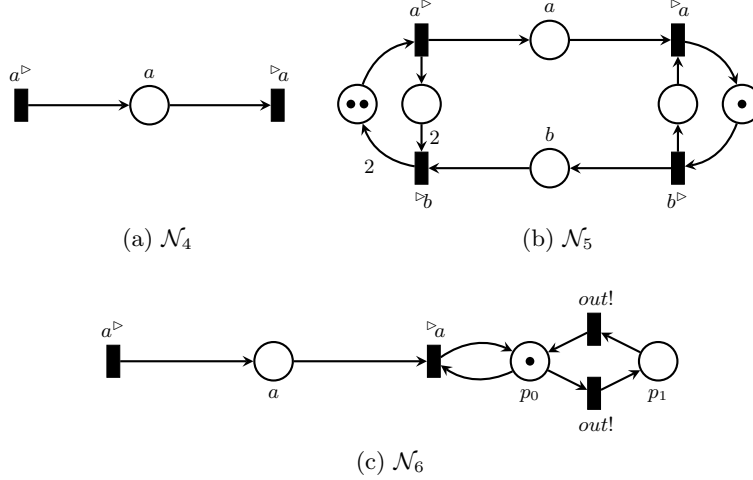 a▷ a ▷a
a▷ a ▷a
2
b
2
▷b b▷
(a) 𝒩₄ (b) 𝒩₅
out!
a▷ ▷a
a p₀ p₁
out!
(c) 𝒩₆